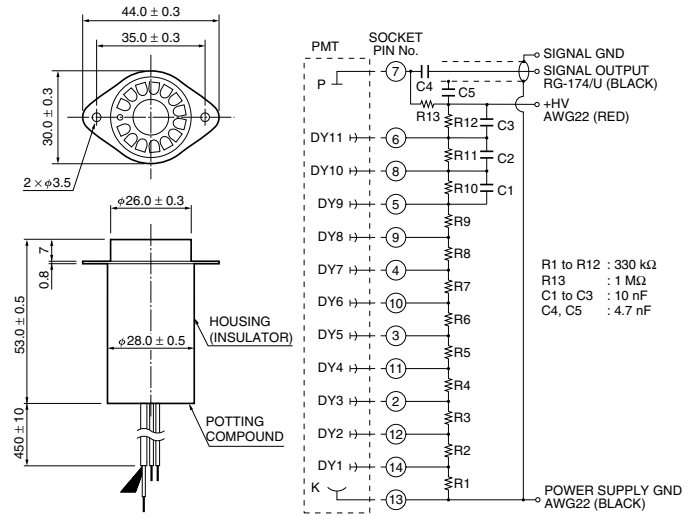 44.0 ± 0.3
35.0 ± 0.3
30.0 ± 0.3
2 × φ3.5
φ26.0 ± 0.3
7
0.8
53.0 ± 0.5
HOUSING
(INSULATOR)
φ28.0 ± 0.5
450 ± 10
POTTING
COMPOUND
PMT
SOCKET
PIN No.
SIGNAL GND
SIGNAL OUTPUT
RG-174/U (BLACK)
+HV
AWG22 (RED)
P
7
C4
C5
R13
R12
C3
DY11
6
R11
C2
DY10
8
R10
C1
DY9
5
R9
DY8
9
R8
DY7
4
R7
DY6
10
R6
DY5
3
R5
DY4
11
R4
DY3
2
R3
DY2
12
R2
DY1
14
R1
K
13
R1 to R12 : 330 kΩ
R13 : 1 MΩ
C1 to C3 : 10 nF
C4, C5 : 4.7 nF
POWER SUPPLY GND
AWG22 (BLACK)